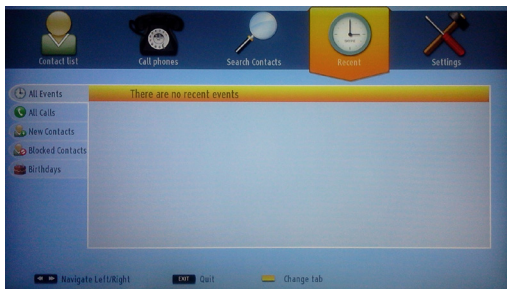 Contact list
Call phones
Search Contacts
Recent
Settings
All Events
There are no recent events
All Calls
New Contacts
Blocked Contacts
Birthdays
Navigate Left/Right
EXIT
Quit
Change tab